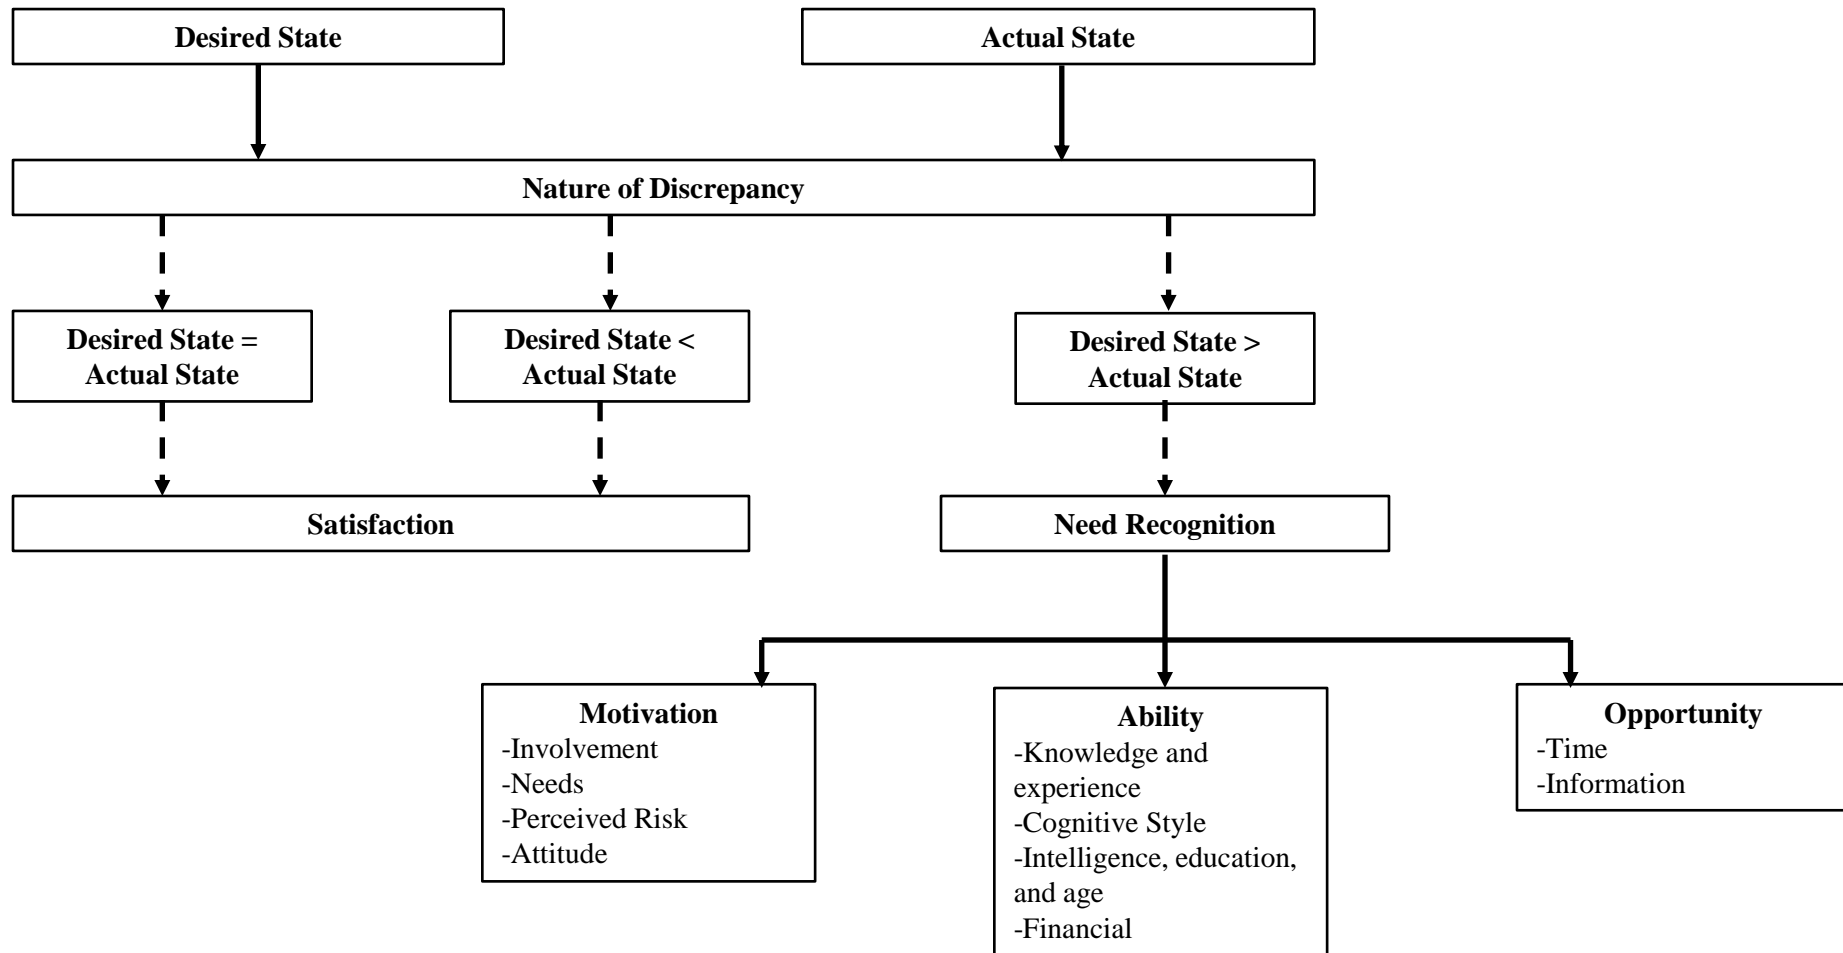 Desired State
Actual State
Nature of Discrepancy
Desired State =
Actual State
Desired State <
Actual State
Desired State >
Actual State
Satisfaction
Need Recognition
Motivation
-Involvement
-Needs
-Perceived Risk
-Attitude
Ability
-Knowledge and
experience
-Cognitive Style
-Intelligence, education,
and age
-Financial
Opportunity
-Time
-Information